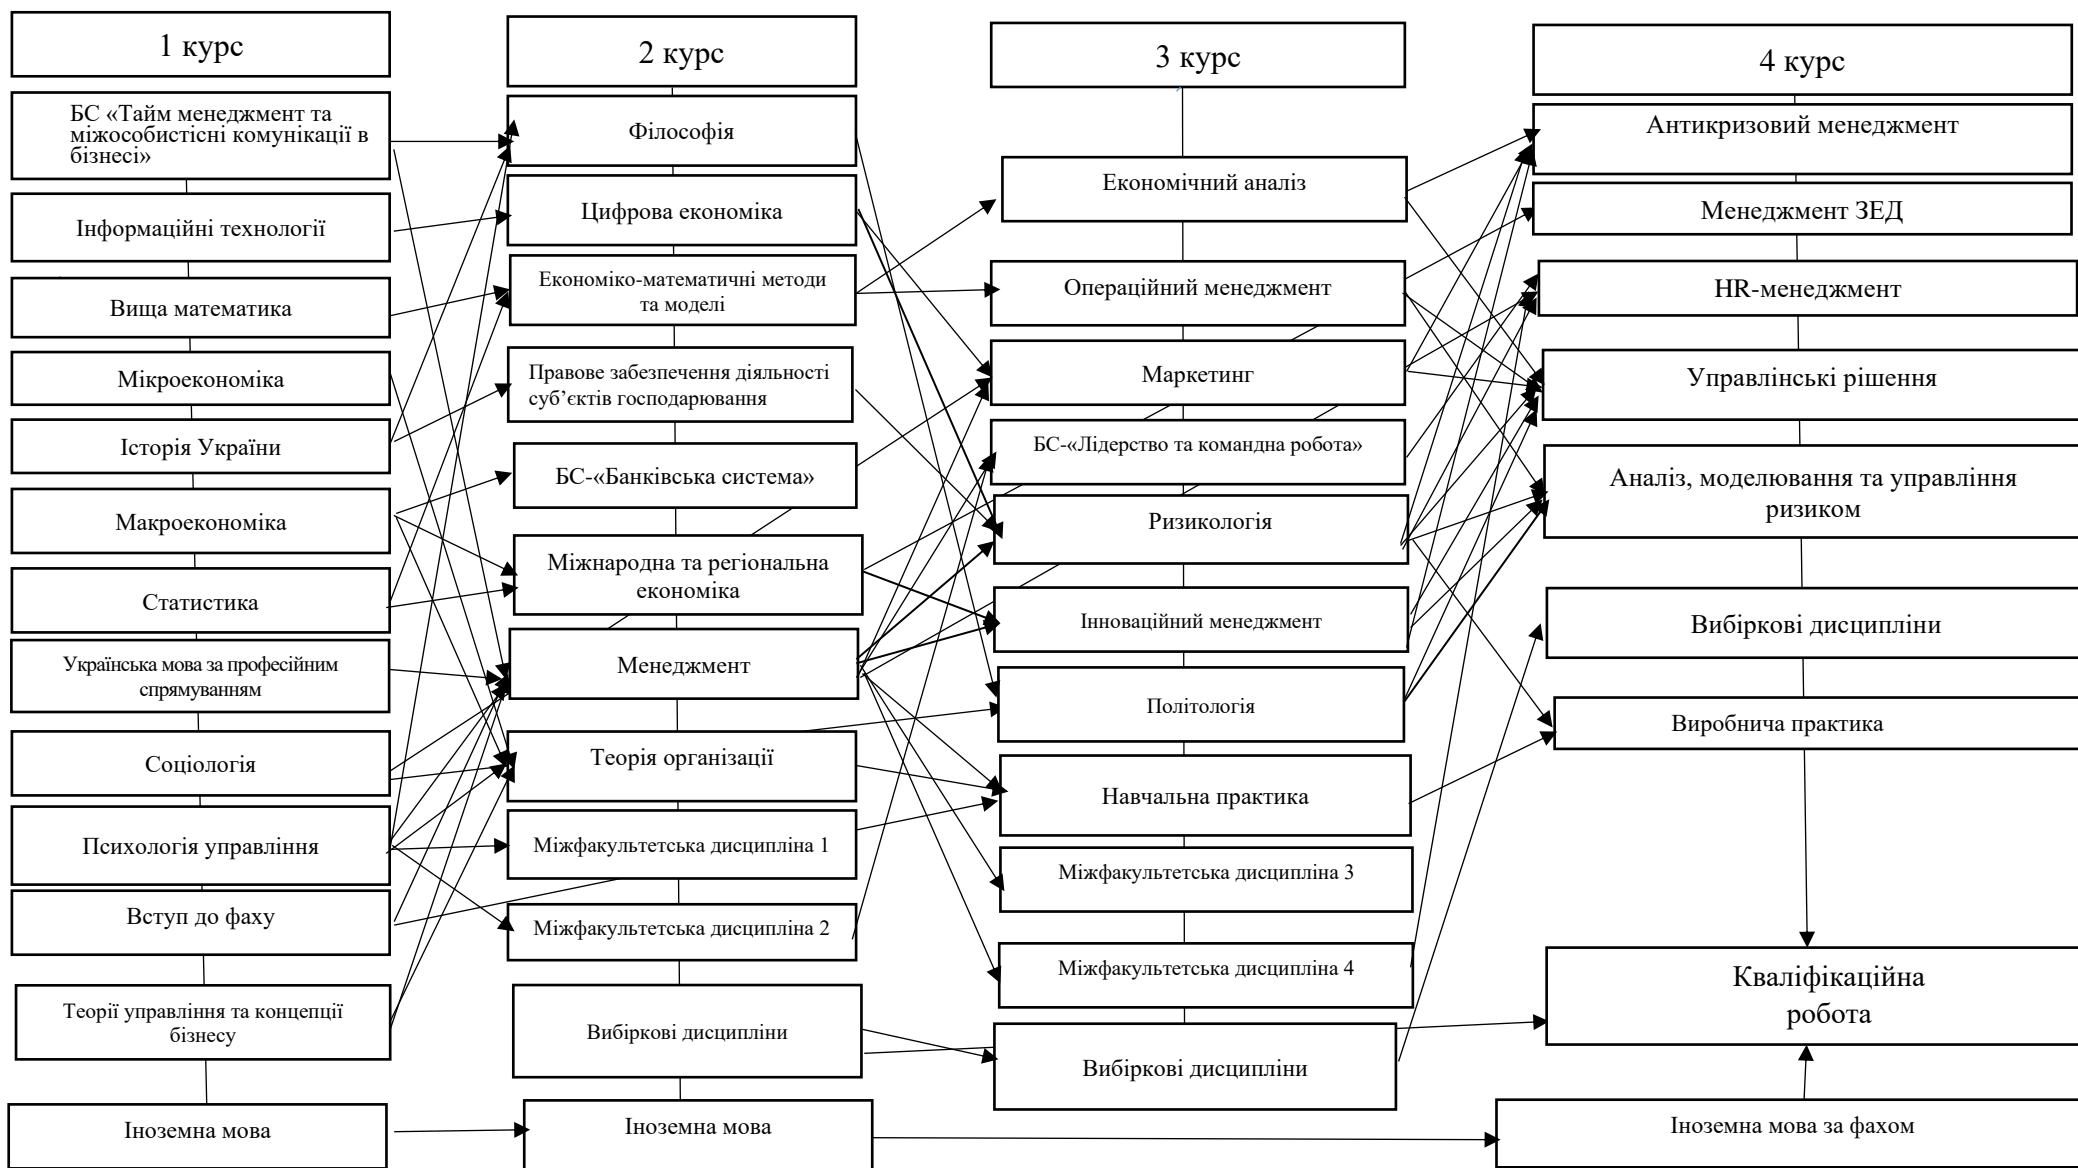 1 курс
БС «Тайм менеджмент та
міжособистісні комунікації в
бізнесі»
Інформаційні технології
Вища математика
Мікроекономіка
Історія України
Макроекономіка
Статистика
Українська мова за професійним
спрямуванням
Соціологія
Психологія управління
Вступ до фаху
Теорії управління та концепції
бізнесу
Іноземна мова
2 курс
Філософія
Цифрова економіка
Економіко-математичні методи
та моделі
Правове забезпечення діяльності
суб’єктів господарювання
БС-«Банківська система»
Міжнародна та регіональна
економіка
Менеджмент
Теорія організації
Міжфакультетська дисципліна 1
Міжфакультетська дисципліна 2
Вибіркові дисципліни
Іноземна мова
3 курс
Економічний аналіз
Операційний менеджмент
Маркетинг
БС-«Лідерство та командна робота»
Ризикологія
Інноваційний менеджмент
Політологія
Навчальна практика
Міжфакультетська дисципліна 3
Міжфакультетська дисципліна 4
Вибіркові дисципліни
4 курс
Антикризовий менеджмент
Менеджмент ЗЕД
HR-менеджмент
Управлінські рішення
Аналіз, моделювання та управління
ризиком
Вибіркові дисципліни
Виробнича практика
Кваліфікаційна
робота
Іноземна мова за фахом